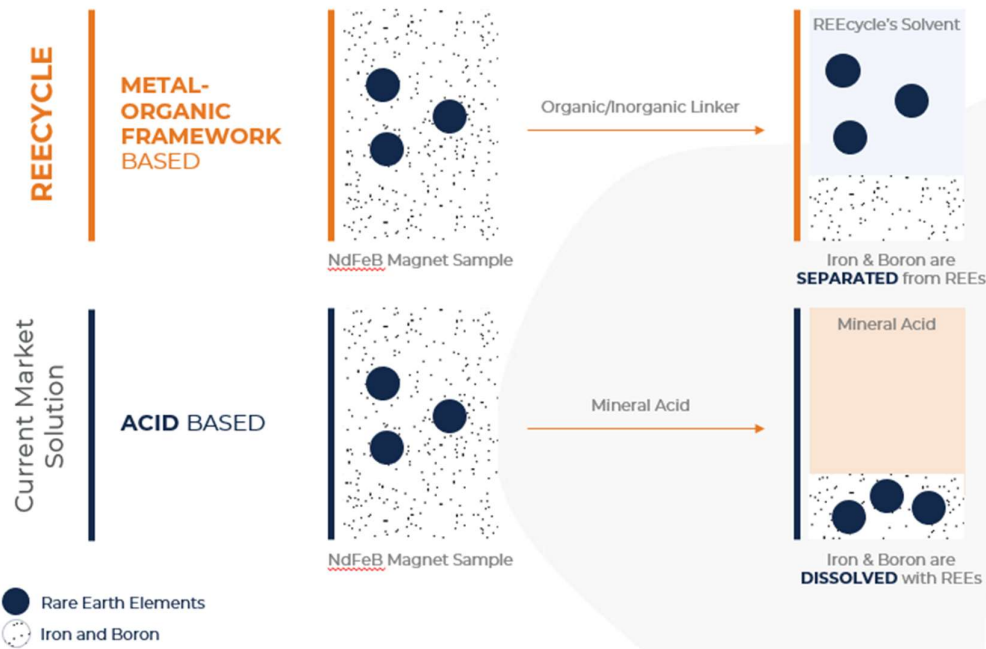 REECYCLE
METAL-
ORGANIC
FRAMEWORK
BASED
NdFeB Magnet Sample
Organic/Inorganic Linker
REEcycle's Solvent
Iron & Boron are
SEPARATED from REEs
Current Market
Solution
ACID BASED
NdFeB Magnet Sample
Mineral Acid
Mineral Acid
Iron & Boron are
DISSOLVED with REEs
Rare Earth Elements
Iron and Boron